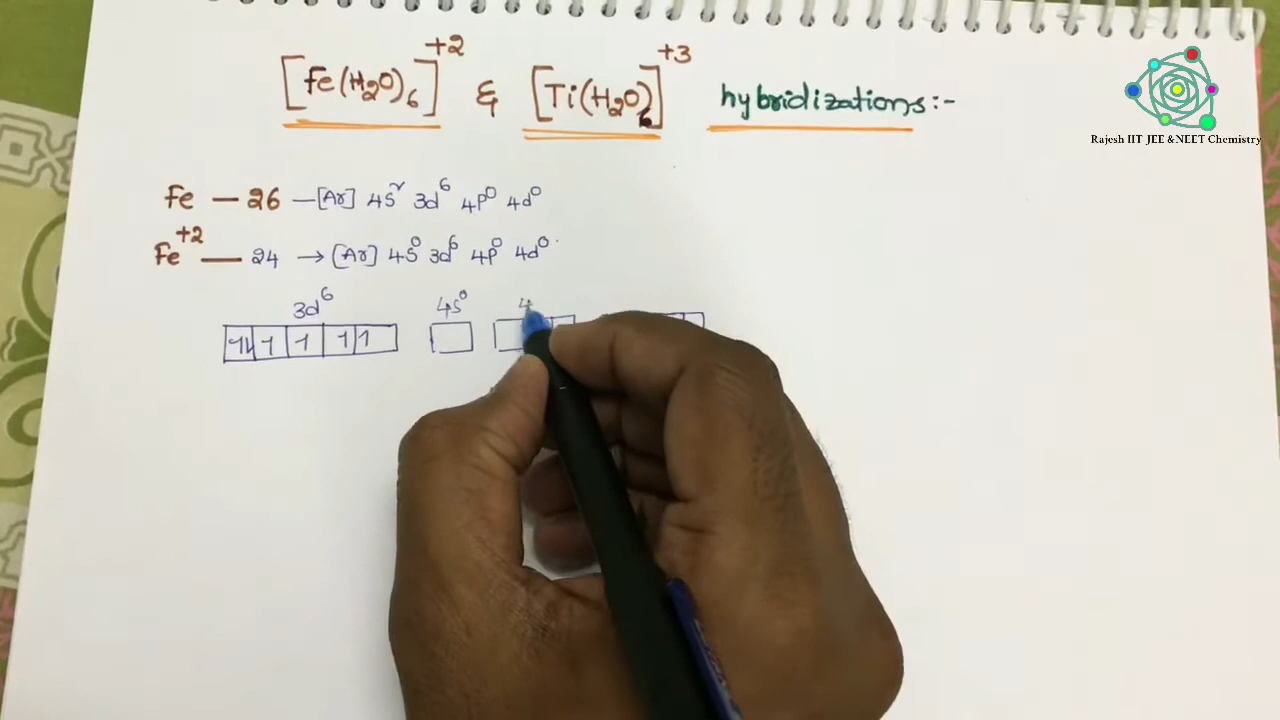 [Fe(H₂O)₆]⁺² & [Ti(H₂O)₆]⁺³ hybridizations:-
Rajesh IIT JEE &NEET Chemistry
Fe — 26 — [Ar] 4s² 3d⁶ 4p⁰ 4d⁰
Fe⁺² — 24 → [Ar] 4s⁰ 3d⁶ 4p⁰ 4d⁰
3d⁶ 4s⁰ 4
↿⇂ ↿ ↿ ↿ ↿